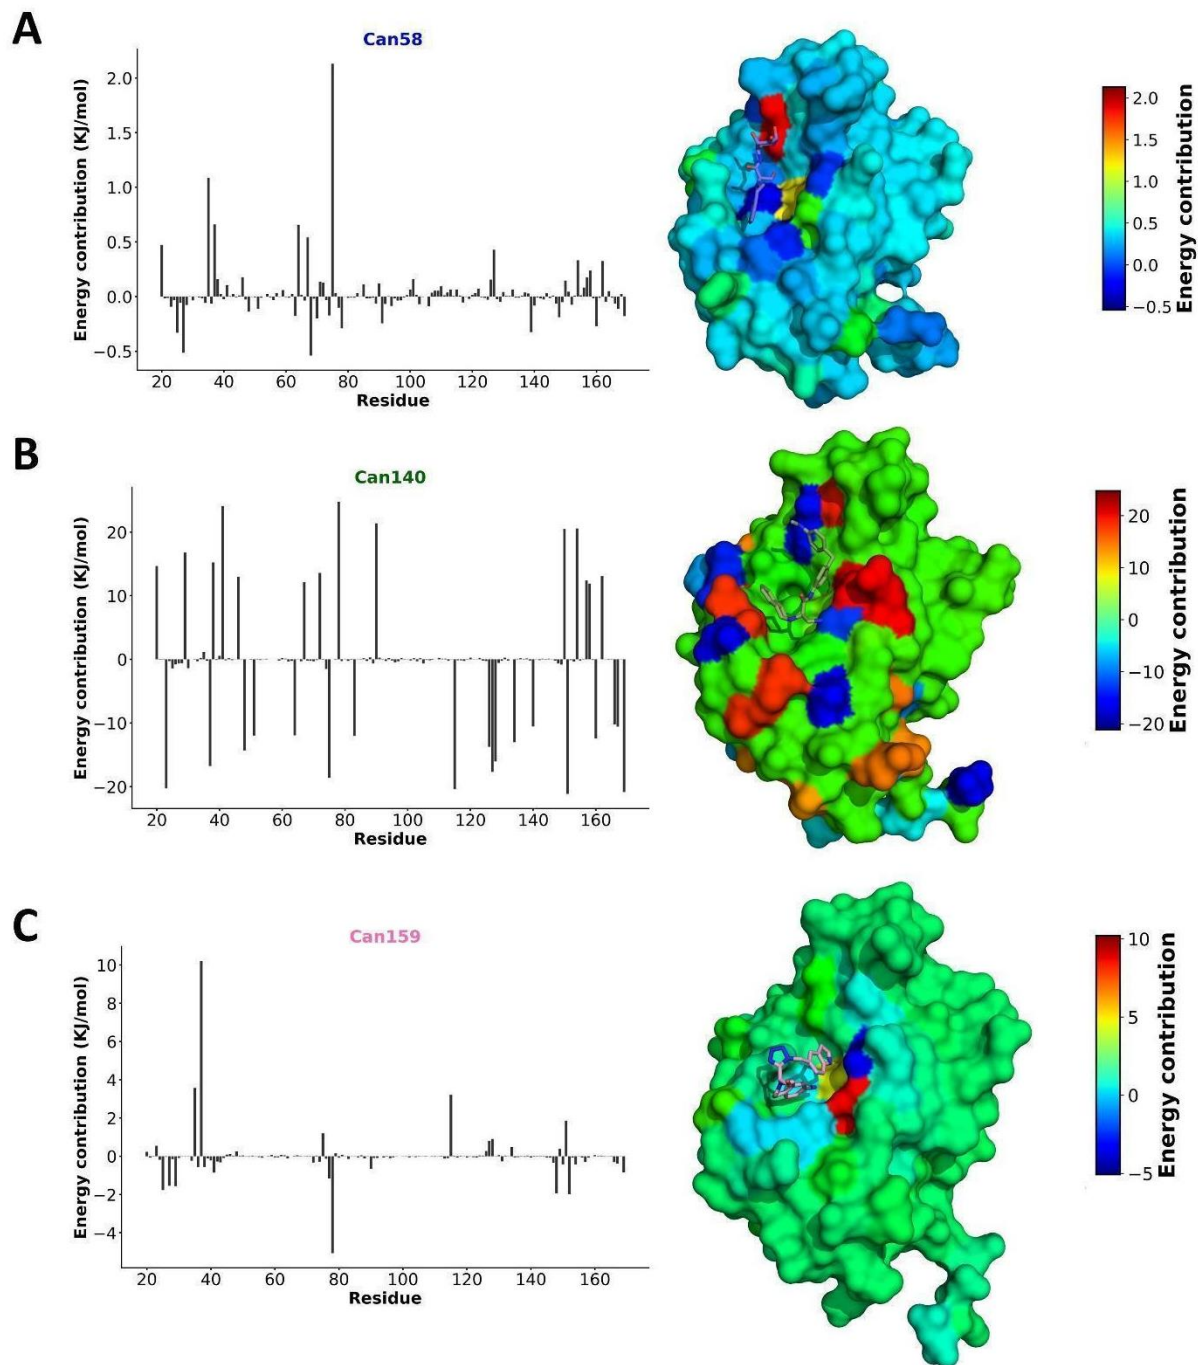 A
Can58
Energy contribution (KJ/mol)
2.0
1.5
1.0
0.5
0.0
−0.5
20 40 60 80 100 120 140 160
Residue
2.0
1.5
1.0
0.5
0.0
−0.5
Energy contribution
B
Can140
Energy contribution (KJ/mol)
20
10
0
−10
−20
20 40 60 80 100 120 140 160
Residue
20
10
0
−10
−20
Energy contribution
C
Can159
Energy contribution (KJ/mol)
10
8
6
4
2
0
−2
−4
20 40 60 80 100 120 140 160
Residue
10
5
0
−5
Energy contribution